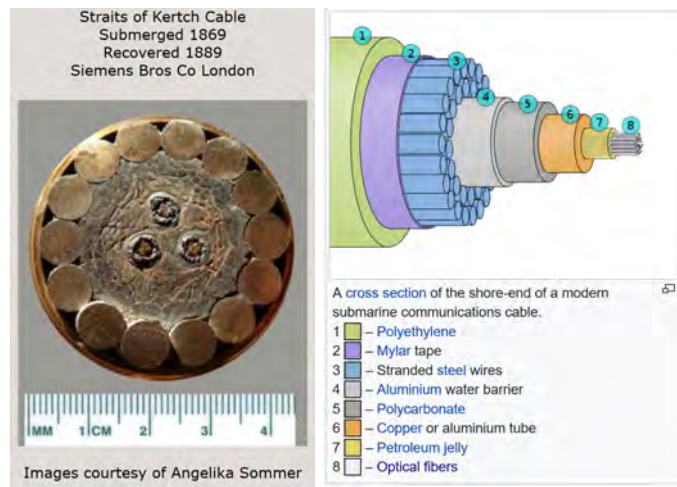 Straits of Kertch Cable
Submerged 1869
Recovered 1889
Siemens Bros Co London
MM 1 CM 2 3 4
Images courtesy of Angelika Sommer
1
2
3
4
5
6
7
8
A cross section of the shore-end of a modern
submarine communications cable.
1 – Polyethylene
2 – Mylar tape
3 – Stranded steel wires
4 – Aluminium water barrier
5 – Polycarbonate
6 – Copper or aluminium tube
7 – Petroleum jelly
8 – Optical fibers